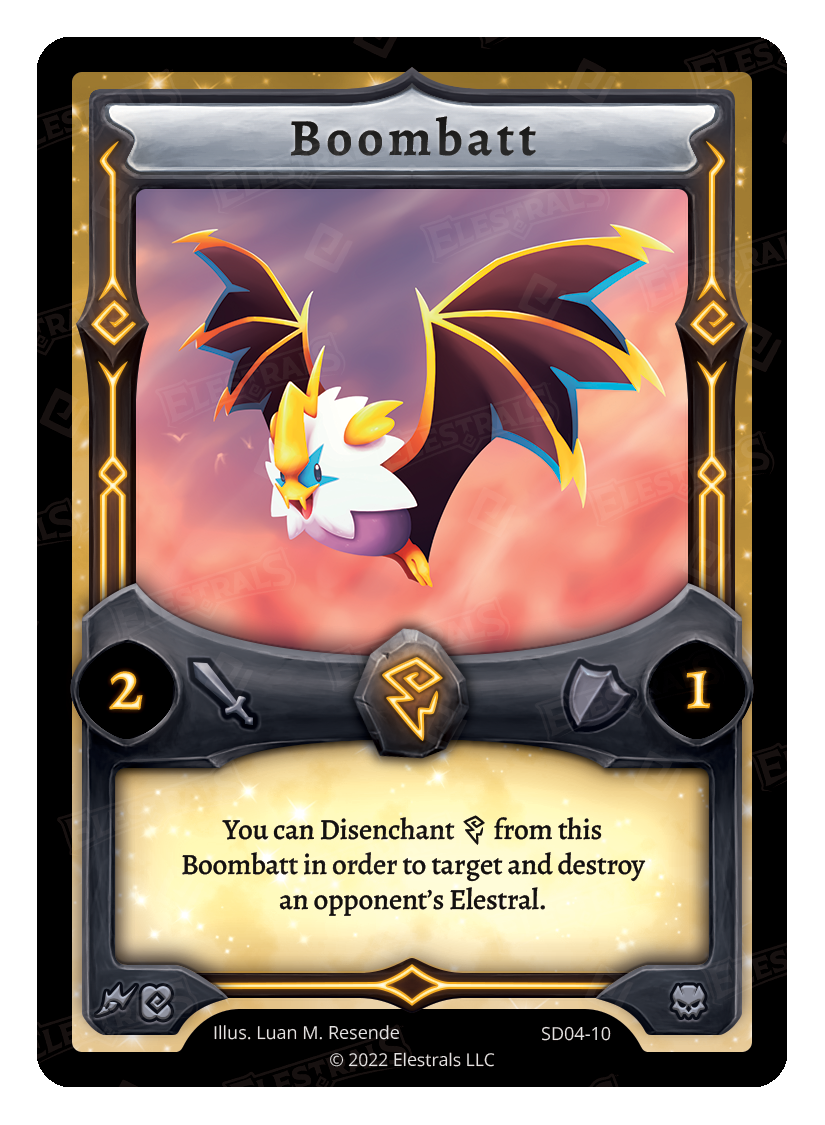 Boombatt
2
1
You can Disenchant from this
Boombatt in order to target and destroy
an opponent’s Elestral.
Illus. Luan M. Resende
SD04-10
© 2022 Elestrals LLC
ELESTRALS